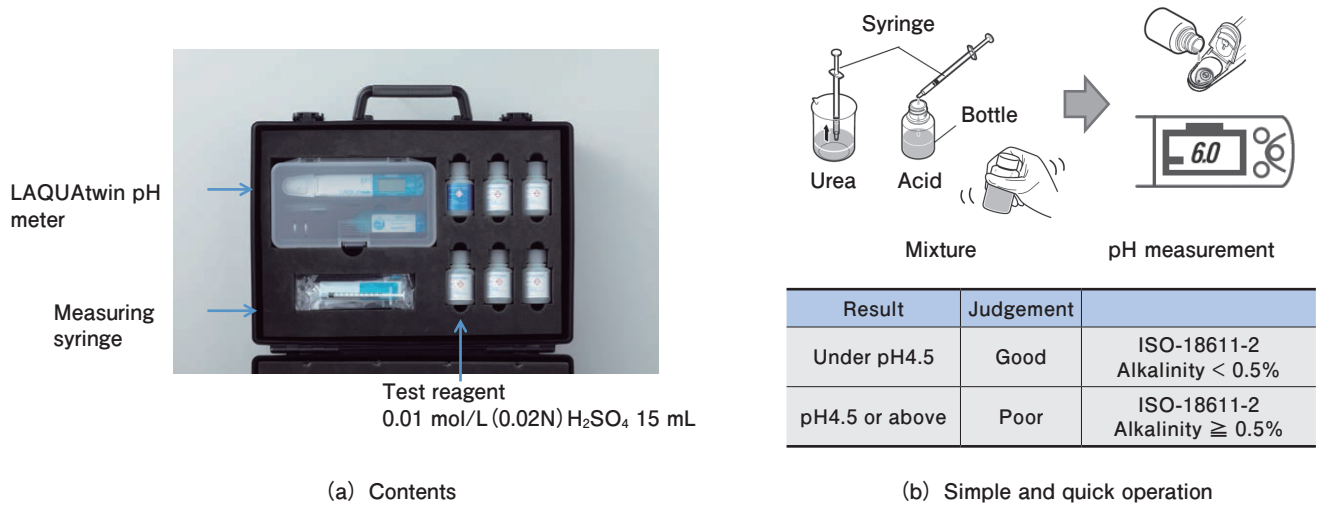 LAQUAtwin pH
meter
Measuring
syringe
Test reagent
0.01 mol/L (0.02N) H₂SO₄ 15 mL
(a) Contents
Syringe
Bottle
Urea
Acid
6.0
Mixture
pH measurement
Result Judgement
Under pH4.5 Good ISO-18611-2
Alkalinity < 0.5%
pH4.5 or above Poor ISO-18611-2
Alkalinity ≧ 0.5%
(b) Simple and quick operation